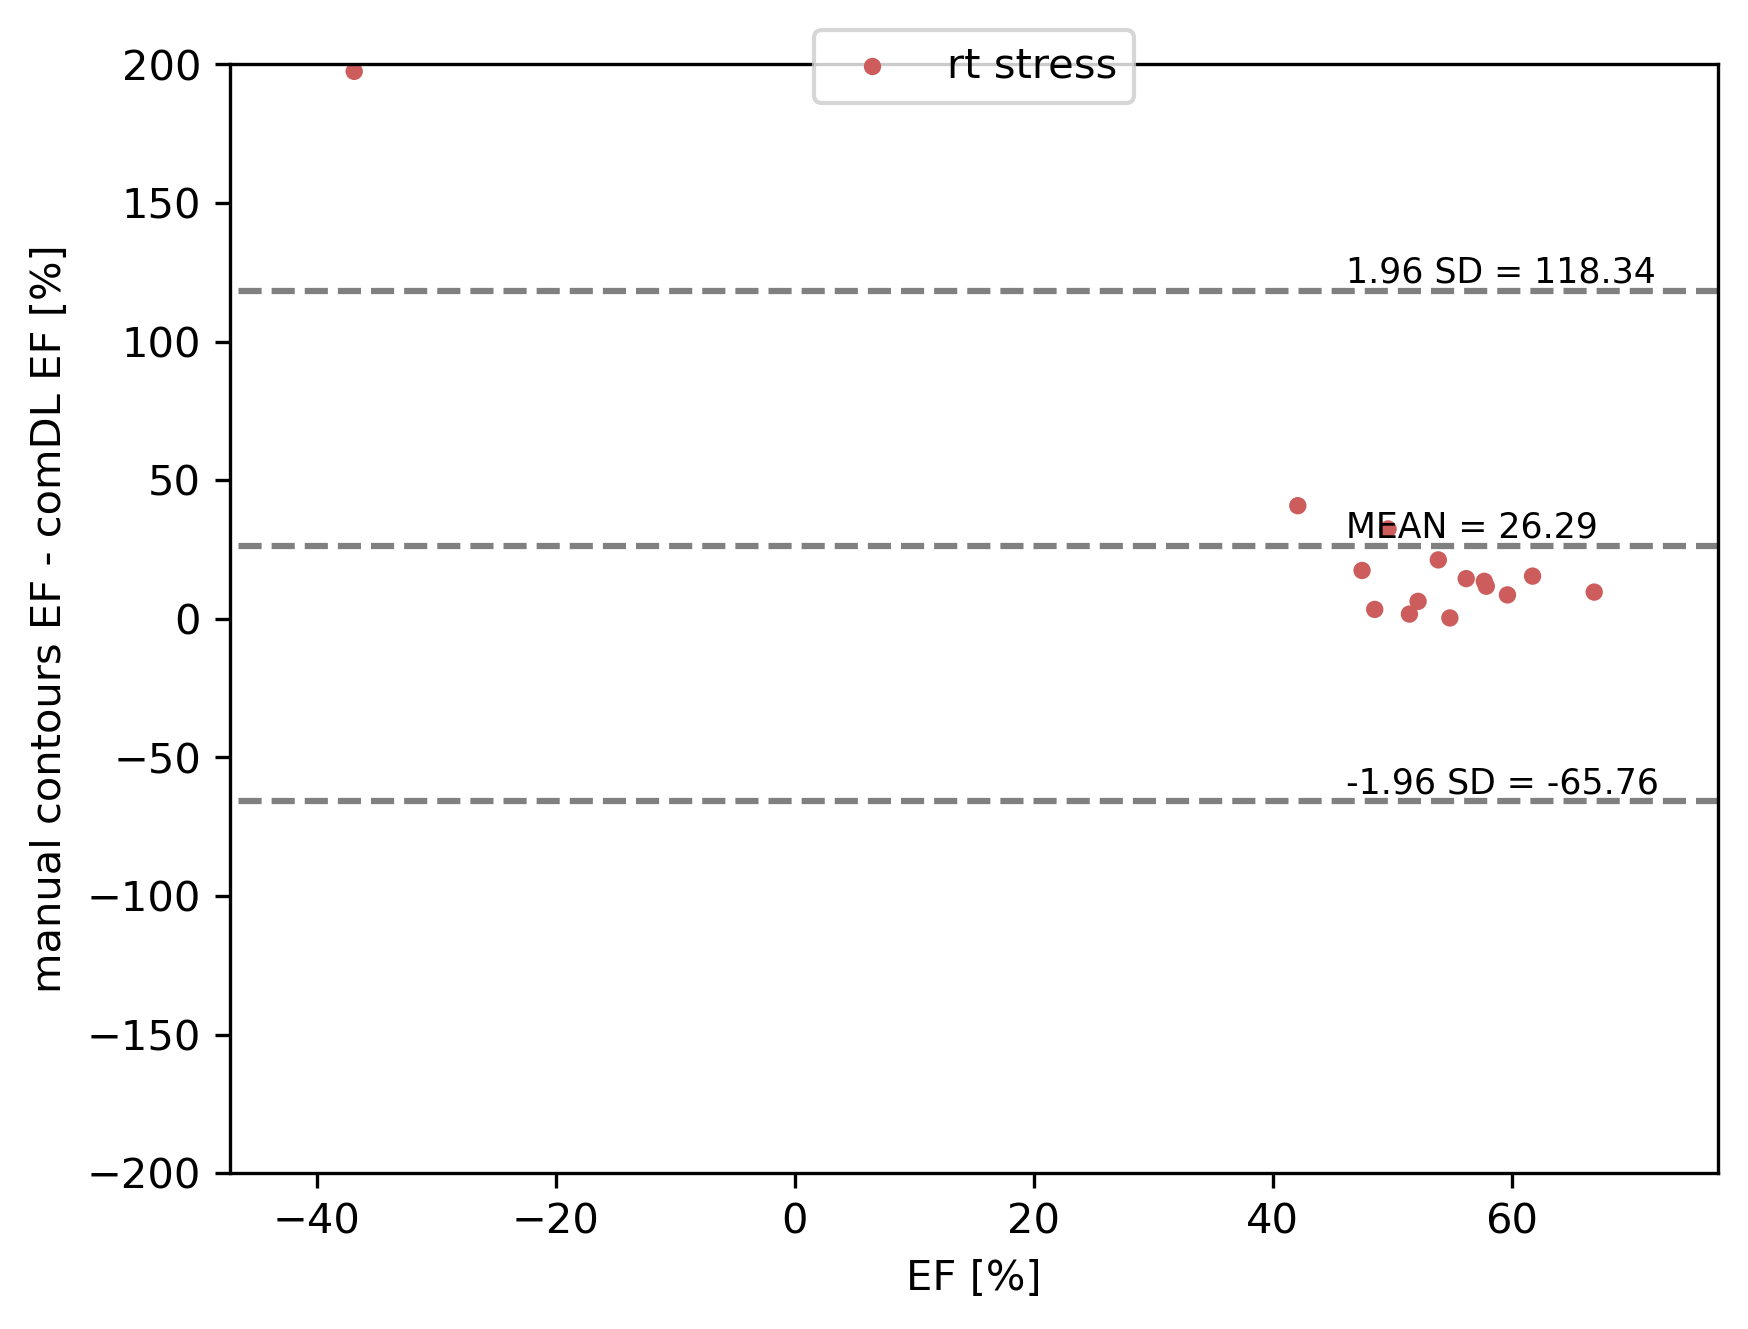 rt stress
200
150
100
50
0
−50
−100
−150
−200
manual contours EF - comDL EF [%]
1.96 SD = 118.34
MEAN = 26.29
-1.96 SD = -65.76
−40 −20 0 20 40 60
EF [%]